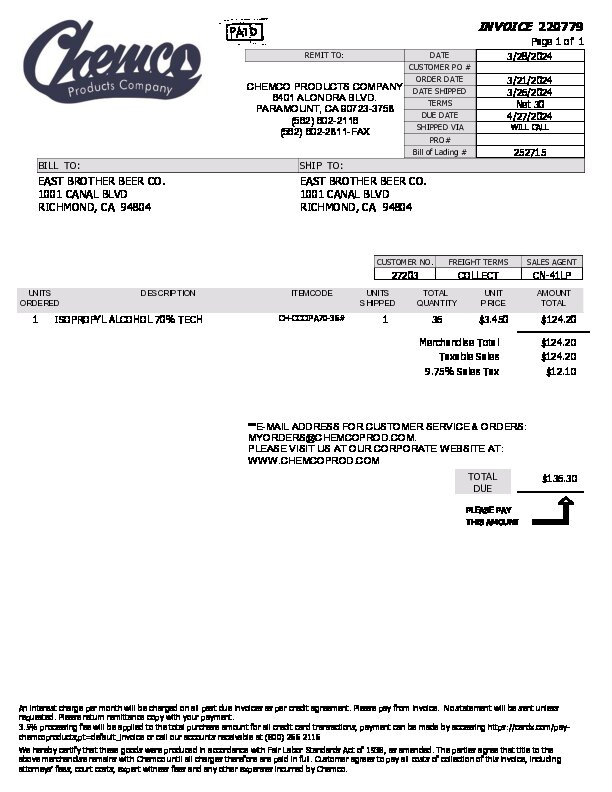 Chemco
Products Company
PAID
INVOICE 220779
Page 1 of 1
REMIT TO:
CHEMCO PRODUCTS COMPANY
6401 ALONDRA BLVD.
PARAMOUNT, CA 90723-3758
(562) 602-2116
(562) 602-2611-FAX
DATE 3/28/2024
CUSTOMER PO #
ORDER DATE 3/21/2024
DATE SHIPPED 3/26/2024
TERMS Net 30
DUE DATE 4/27/2024
SHIPPED VIA WILL CALL
PRO#
Bill of Lading # 252715
BILL TO:
EAST BROTHER BEER CO.
1001 CANAL BLVD
RICHMOND, CA 94804
SHIP TO:
EAST BROTHER BEER CO.
1001 CANAL BLVD
RICHMOND, CA 94804
CUSTOMER NO. FREIGHT TERMS SALES AGENT
27203 COLLECT CN-41LP
UNITS ORDERED DESCRIPTION ITEMCODE UNITS SHIPPED TOTAL QUANTITY UNIT PRICE AMOUNT TOTAL
1 ISOPROPYL ALCOHOL 70% TECH 1 36 $3.450 $124.20
Merchandise Total $124.20
Taxable Sales $124.20
9.75% Sales Tax $12.10
**E-MAIL ADDRESS FOR CUSTOMER SERVICE & ORDERS:
MYORDERS@CHEMCOPROD.COM.
PLEASE VISIT US AT OUR CORPORATE WEBSITE AT:
WWW.CHEMCOPROD.COM
TOTAL DUE $136.30
PLEASE PAY
THIS AMOUNT
An interest charge per month will be charged on all past due invoices as per credit agreement. Please pay from invoice. No statement will be sent unless
requested. Please return remittance copy with your payment.
3.5% processing fee will be applied to the total purchase amount for all credit card transactions, payment can be made by accessing https://cardx.com/pay-
chemcoproducts?pt=default_invoice or call our accounts receivable at (800) 266 2116
We hereby certify that these goods were produced in accordance with Fair Labor Standards Act of 1938, as amended. The parties agree that title to the
above merchandise remains with Chemco until all charges therefore are paid in full. Customer agrees to pay all costs of collection of this invoice, including
attorneys' fees, court costs, expert witness fees and any other expenses incurred by Chemco.